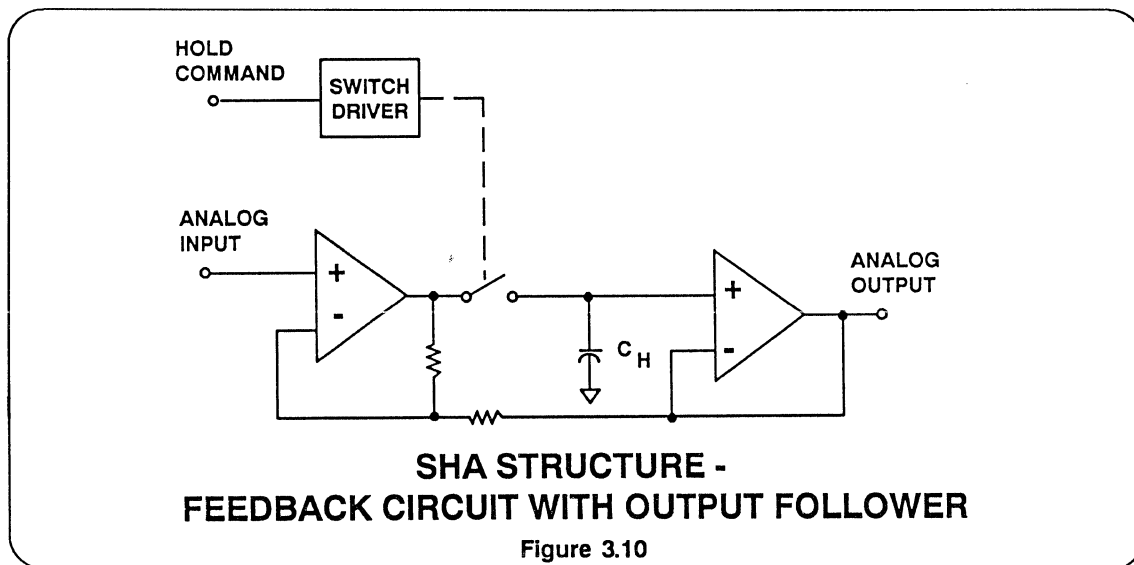 HOLD
COMMAND
SWITCH
DRIVER
ANALOG
INPUT
+
-
+
-
C H
ANALOG
OUTPUT
SHA STRUCTURE -
FEEDBACK CIRCUIT WITH OUTPUT FOLLOWER
Figure 3.10